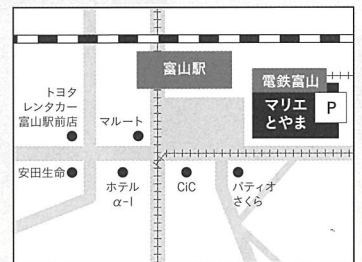 富山駅
電鉄富山
マリエ
とやま
P
トヨタ
レンタカー
富山駅前店
マルート
安田生命
ホテル
α-1
CiC
パティオ
さくら